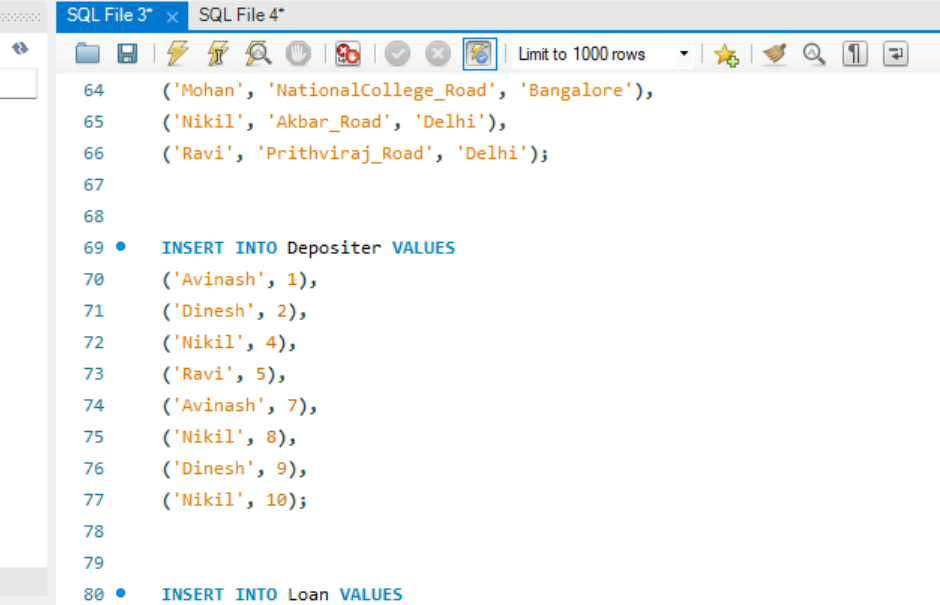 SQL File 3* × SQL File 4*
Limit to 1000 rows
64 ('Mohan', 'NationalCollege_Road', 'Bangalore'),
65 ('Nikil', 'Akbar_Road', 'Delhi'),
66 ('Ravi', 'Prithviraj_Road', 'Delhi');
67
68
69 INSERT INTO Depositer VALUES
70 ('Avinash', 1),
71 ('Dinesh', 2),
72 ('Nikil', 4),
73 ('Ravi', 5),
74 ('Avinash', 7),
75 ('Nikil', 8),
76 ('Dinesh', 9),
77 ('Nikil', 10);
78
79
80 INSERT INTO Loan VALUES